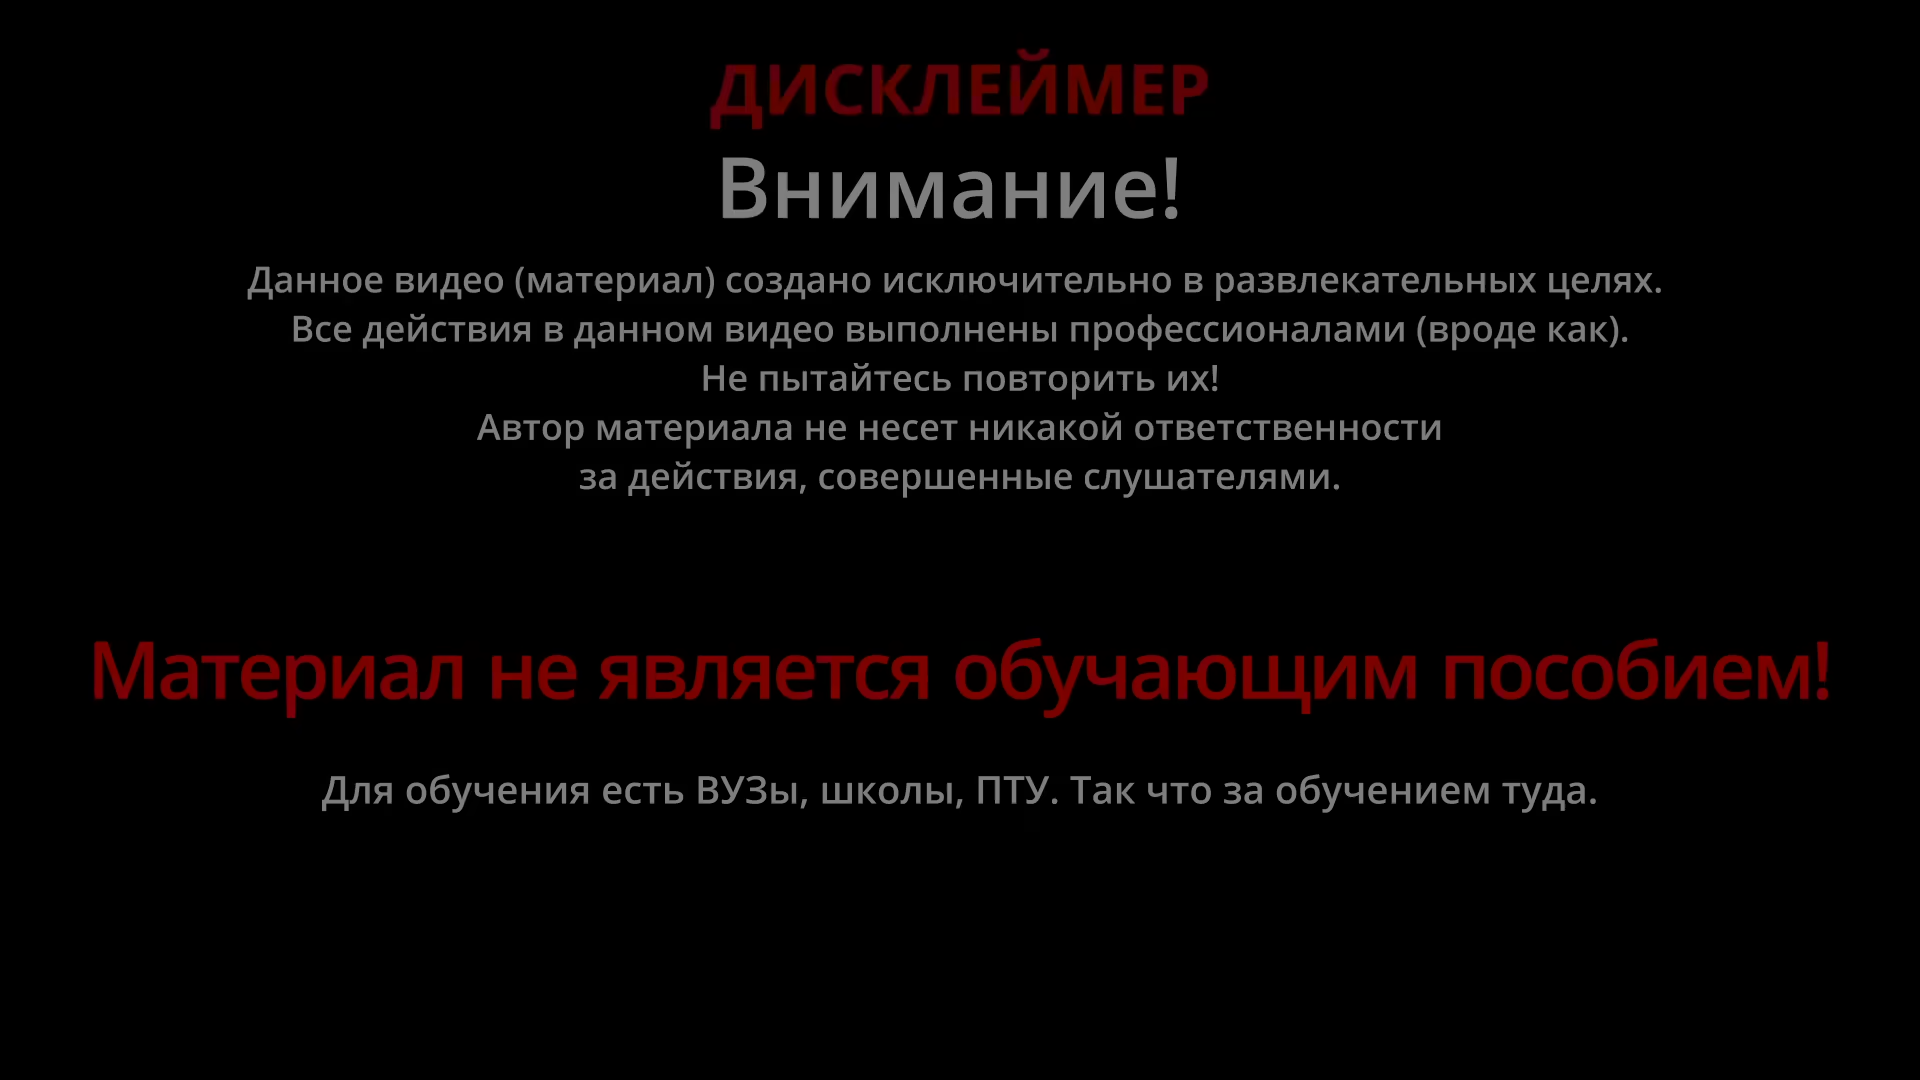 ДИСКЛЕЙМЕР
Внимание!
Данное видео (материал) создано исключительно в развлекательных целях.
Все действия в данном видео выполнены профессионалами (вроде как).
Не пытайтесь повторить их!
Автор материала не несет никакой ответственности
за действия, совершенные слушателями.
Материал не является обучающим пособием!
Для обучения есть ВУЗы, школы, ПТУ. Так что за обучением туда.